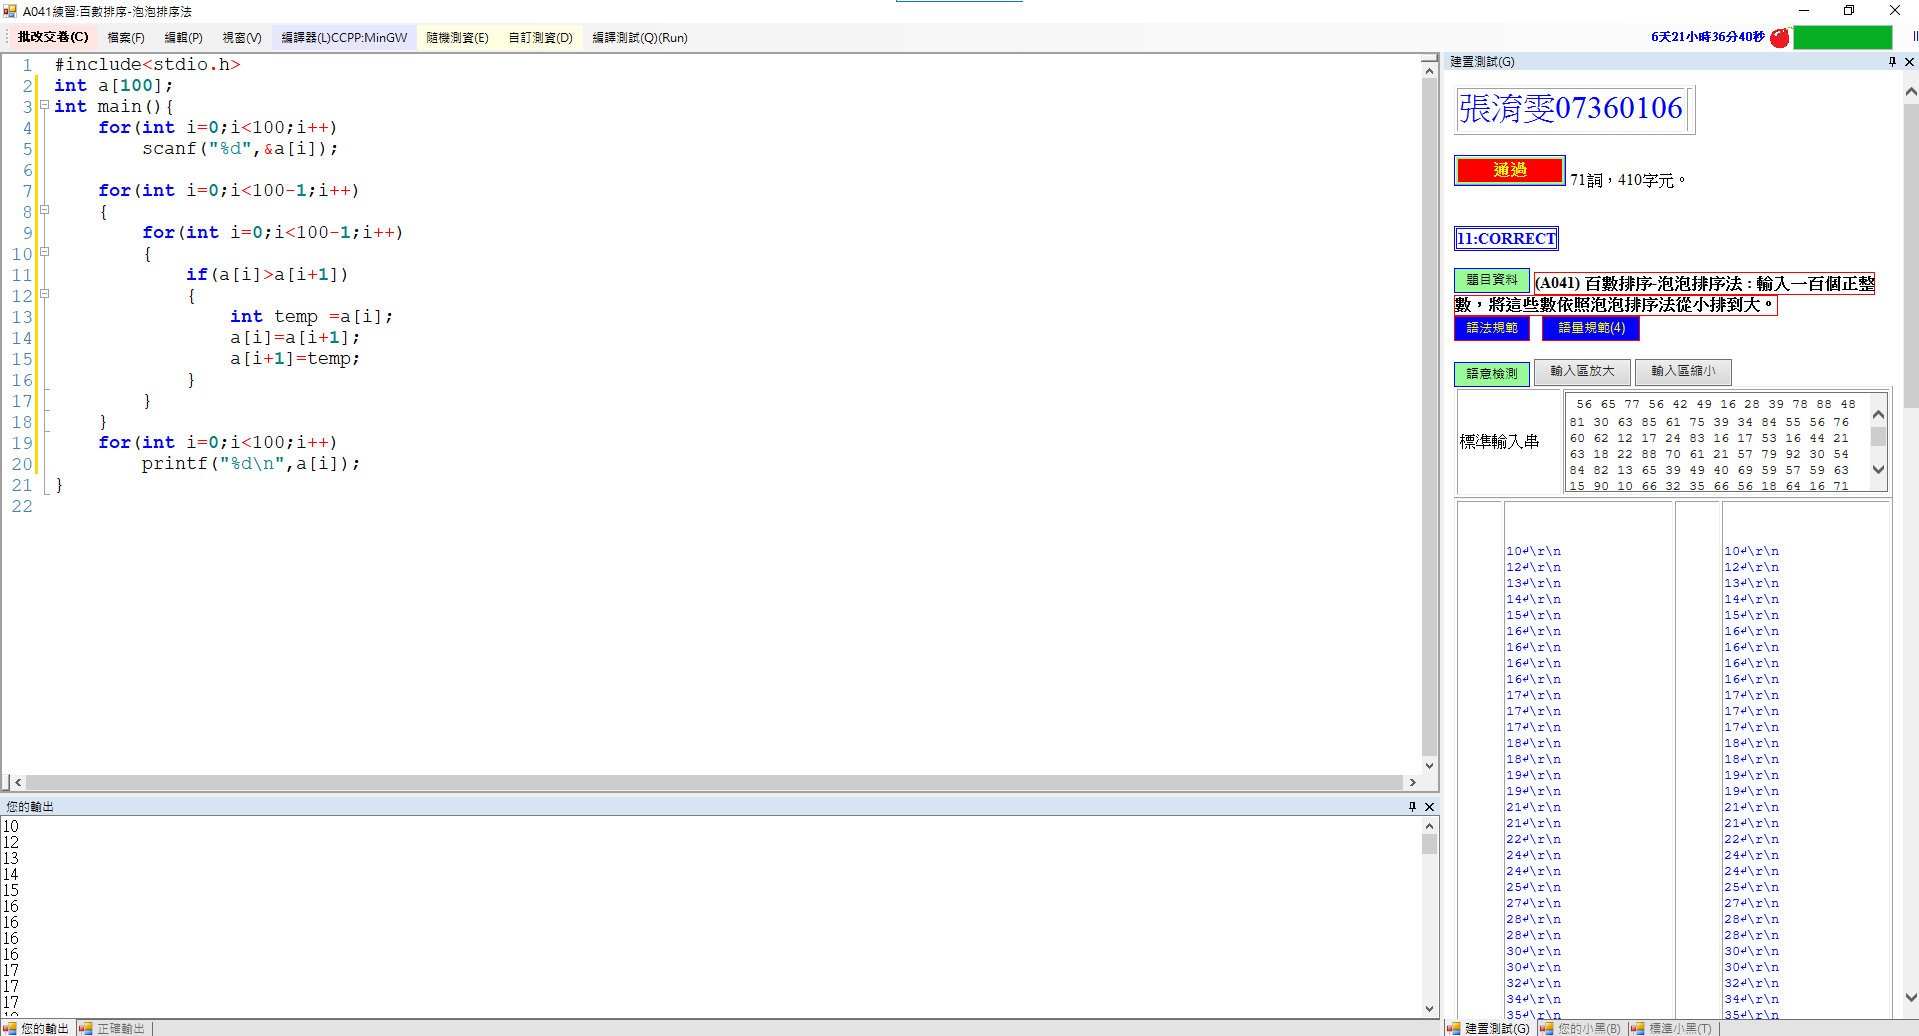 A041練習:百數排序-泡泡排序法
批改交卷(C) 檔案(F) 編輯(P) 視窗(V) 編譯器(L)CCPP:MinGW 隨機測資(E) 自訂測資(D) 編譯測試(Q)(Run) 6天21小時36分40秒
1 #include<stdio.h>
2 int a[100];
3 int main(){
4 for(int i=0;i<100;i++)
5 scanf("%d",&a[i]);
6
7 for(int i=0;i<100-1;i++)
8 {
9 for(int i=0;i<100-1;i++)
10 {
11 if(a[i]>a[i+1])
12 {
13 int temp =a[i];
14 a[i]=a[i+1];
15 a[i+1]=temp;
16 }
17 }
18 }
19 for(int i=0;i<100;i++)
20 printf("%d\n",a[i]);
21 }
22
您的輸出
10
12
13
14
15
16
16
16
16
17
17
17
您的輸出 正確輸出
建置測試(G)
張淯雯07360106
通過 71詞，410字元。
11:CORRECT
題目資料 (A041) 百數排序-泡泡排序法：輸入一百個正整
數，將這些數依照泡泡排序法從小排到大。
語法規範 語量規範(4)
語意檢測 輸入區放大 輸入區縮小
標準輸入串
56 65 77 56 42 49 16 28 39 78 88 48
81 30 63 85 61 75 39 34 84 55 56 76
60 62 12 17 24 83 16 17 53 16 44 21
63 18 22 88 70 61 21 57 79 92 30 54
84 82 13 65 39 49 40 69 59 57 59 63
15 90 10 66 32 35 66 56 18 64 16 71
10↵\r\n 10↵\r\n
12↵\r\n 12↵\r\n
13↵\r\n 13↵\r\n
14↵\r\n 14↵\r\n
15↵\r\n 15↵\r\n
16↵\r\n 16↵\r\n
16↵\r\n 16↵\r\n
16↵\r\n 16↵\r\n
16↵\r\n 16↵\r\n
17↵\r\n 17↵\r\n
17↵\r\n 17↵\r\n
17↵\r\n 17↵\r\n
18↵\r\n 18↵\r\n
18↵\r\n 18↵\r\n
19↵\r\n 19↵\r\n
19↵\r\n 19↵\r\n
21↵\r\n 21↵\r\n
21↵\r\n 21↵\r\n
22↵\r\n 22↵\r\n
24↵\r\n 24↵\r\n
24↵\r\n 24↵\r\n
25↵\r\n 25↵\r\n
27↵\r\n 27↵\r\n
28↵\r\n 28↵\r\n
28↵\r\n 28↵\r\n
30↵\r\n 30↵\r\n
30↵\r\n 30↵\r\n
32↵\r\n 32↵\r\n
34↵\r\n 34↵\r\n
35↵\r\n 35↵\r\n
建置測試(G) 您的小黑(B) 標準小黑(T)